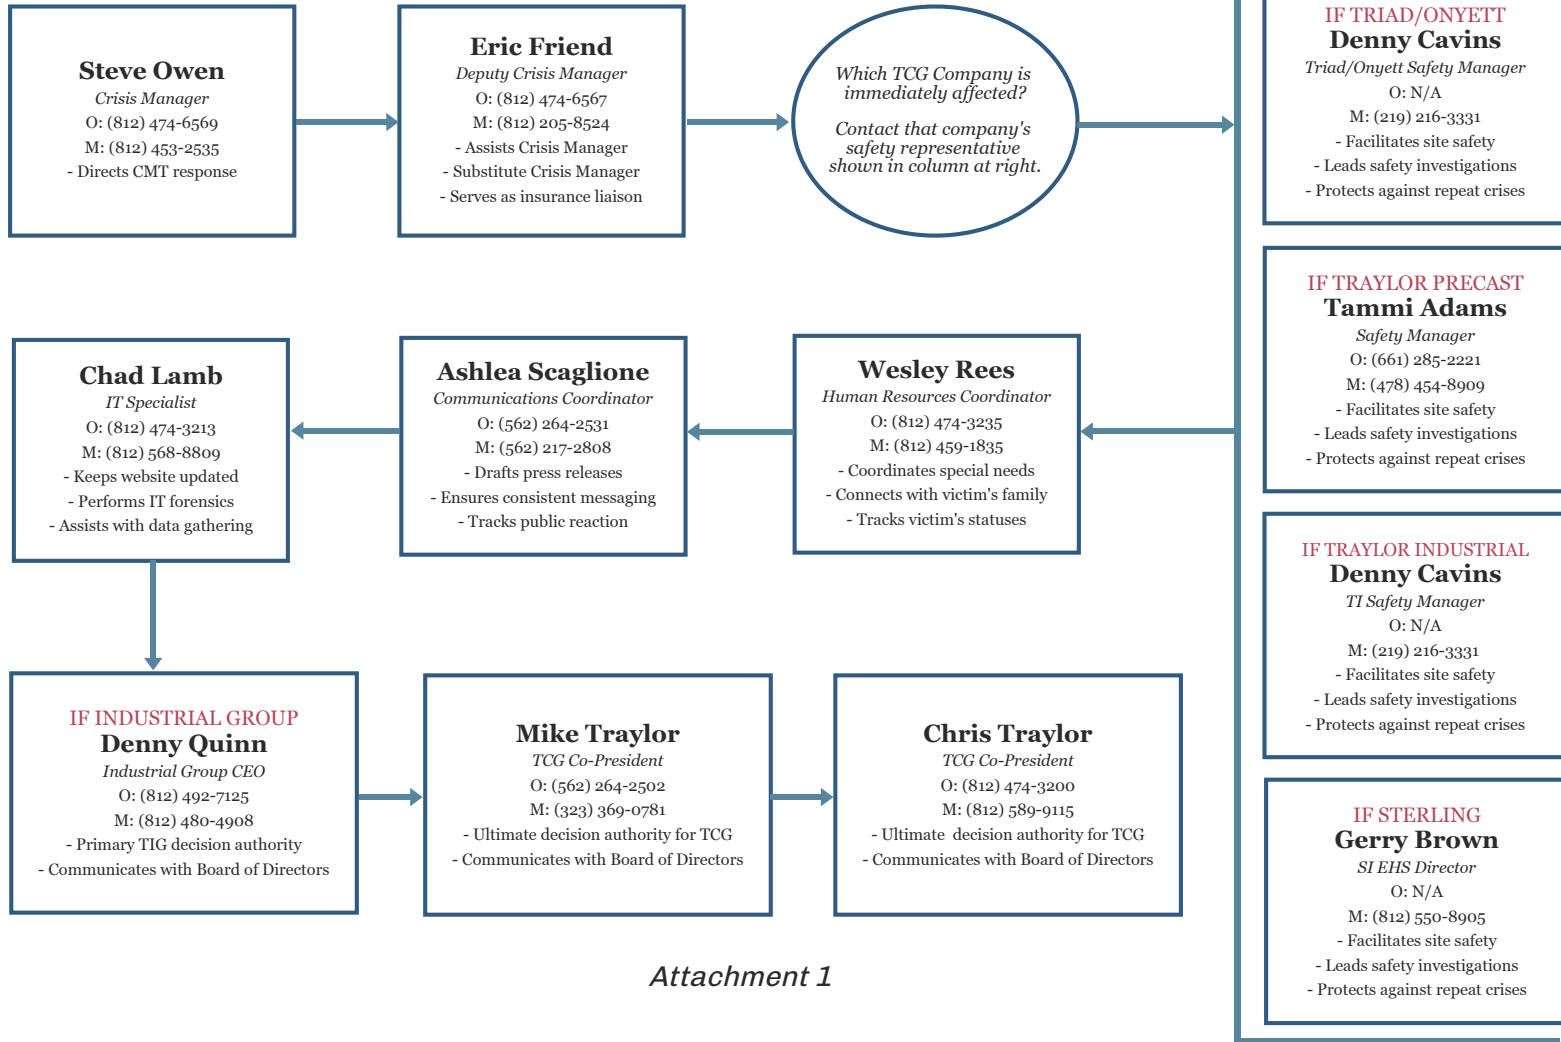 Steve Owen
Crisis Manager
O: (812) 474-6569
M: (812) 453-2535
- Directs CMT response
Eric Friend
Deputy Crisis Manager
O: (812) 474-6567
M: (812) 205-8524
- Assists Crisis Manager
- Substitute Crisis Manager
- Serves as insurance liaison
Which TCG Company is
immediately affected?
Contact that company's
safety representative
shown in column at right.
IF TRIAD/ONYETT
Denny Cavins
Triad/Onyett Safety Manager
O: N/A
M: (219) 216-3331
- Facilitates site safety
- Leads safety investigations
- Protects against repeat crises
IF TRAYLOR PRECAST
Tammi Adams
Safety Manager
O: (661) 285-2221
M: (478) 454-8909
- Facilitates site safety
- Leads safety investigations
- Protects against repeat crises
IF TRAYLOR INDUSTRIAL
Denny Cavins
TI Safety Manager
O: N/A
M: (219) 216-3331
- Facilitates site safety
- Leads safety investigations
- Protects against repeat crises
IF STERLING
Gerry Brown
SI EHS Director
O: N/A
M: (812) 550-8905
- Facilitates site safety
- Leads safety investigations
- Protects against repeat crises
Wesley Rees
Human Resources Coordinator
O: (812) 474-3235
M: (812) 459-1835
- Coordinates special needs
- Connects with victim's family
- Tracks victim's statuses
Ashlea Scaglione
Communications Coordinator
O: (562) 264-2531
M: (562) 217-2808
- Drafts press releases
- Ensures consistent messaging
- Tracks public reaction
Chad Lamb
IT Specialist
O: (812) 474-3213
M: (812) 568-8809
- Keeps website updated
- Performs IT forensics
- Assists with data gathering
IF INDUSTRIAL GROUP
Denny Quinn
Industrial Group CEO
O: (812) 492-7125
M: (812) 480-4908
- Primary TIG decision authority
- Communicates with Board of Directors
Mike Traylor
TCG Co-President
O: (562) 264-2502
M: (323) 369-0781
- Ultimate decision authority for TCG
- Communicates with Board of Directors
Chris Traylor
TCG Co-President
O: (812) 474-3200
M: (812) 589-9115
- Ultimate decision authority for TCG
- Communicates with Board of Directors
Attachment 1